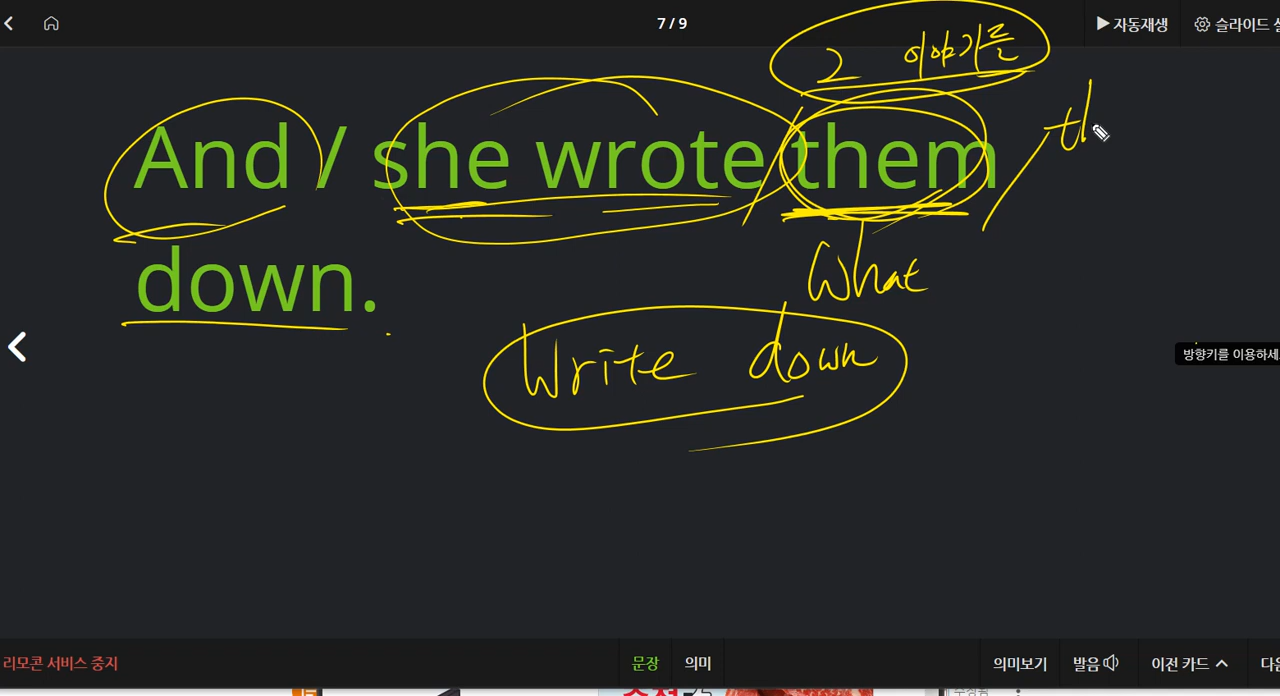 7 / 9
▶자동재생
슬라이드
2 이야기를
And / she wrote them
th
down.
What
Write down
방향키를 이용하세
리모콘 서비스 중지
문장
의미
의미보기
발음
이전 카드